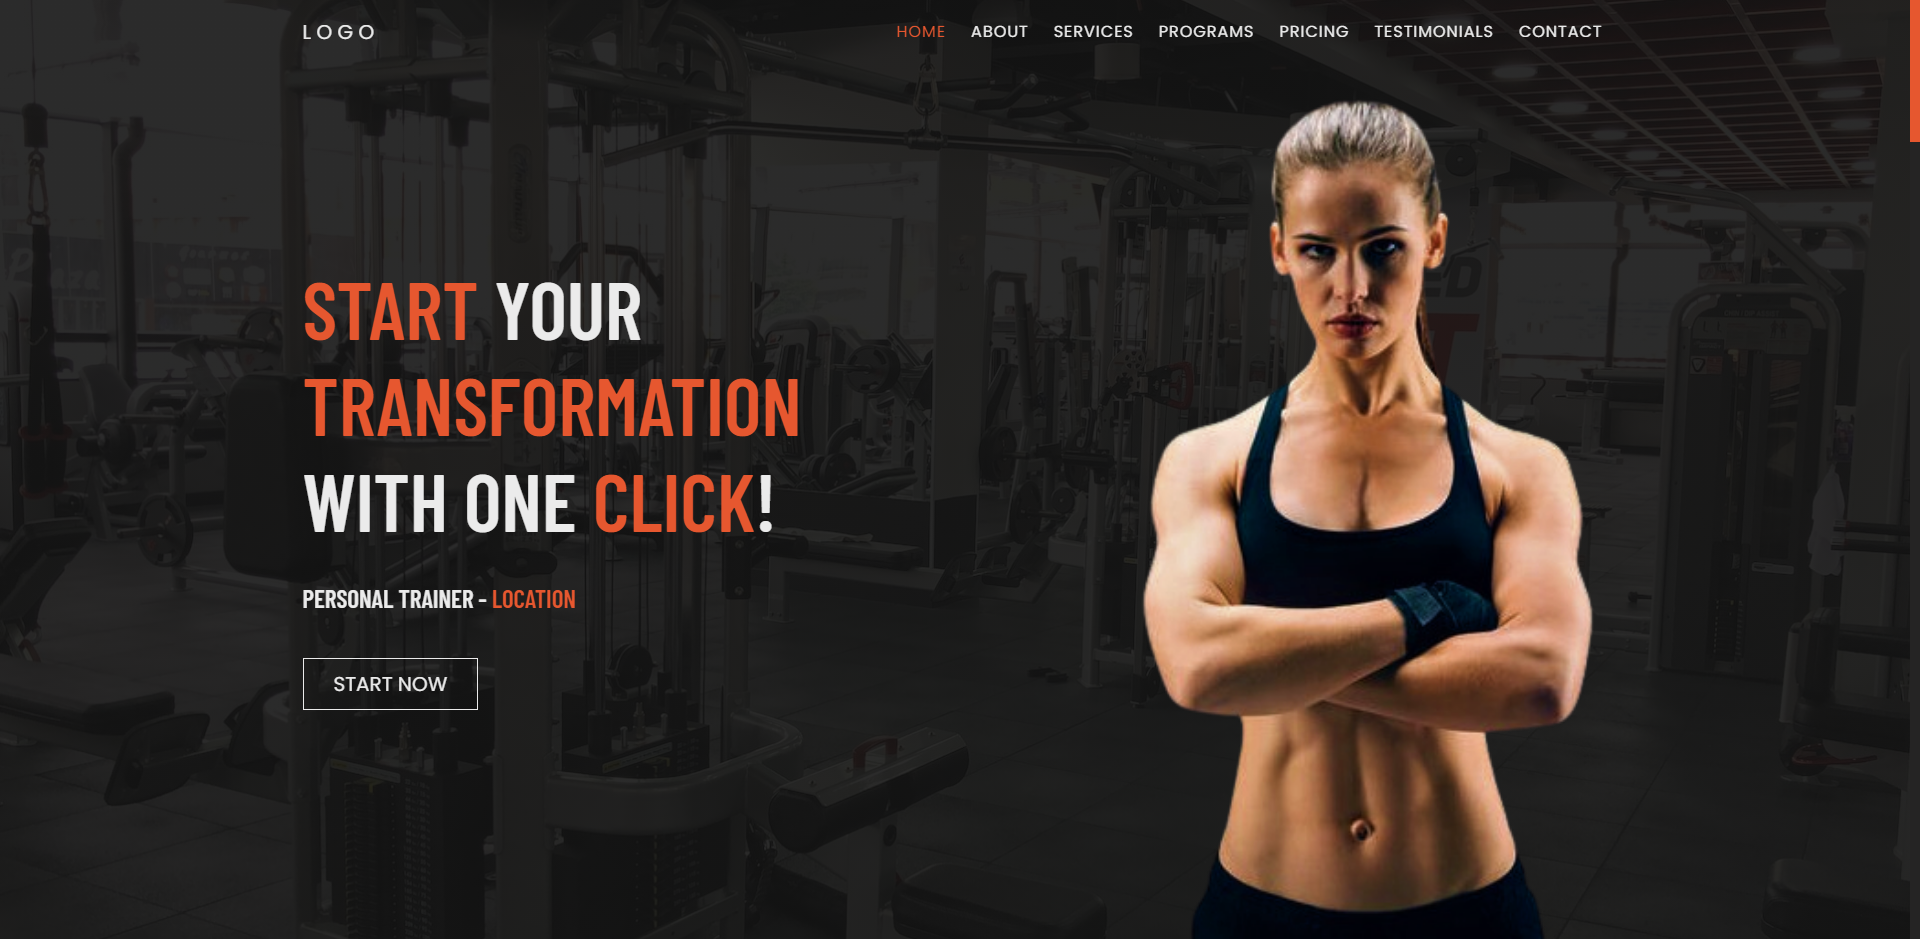 LOGO
HOME ABOUT SERVICES PROGRAMS PRICING TESTIMONIALS CONTACT
START YOUR
TRANSFORMATION
WITH ONE CLICK!
PERSONAL TRAINER - LOCATION
START NOW